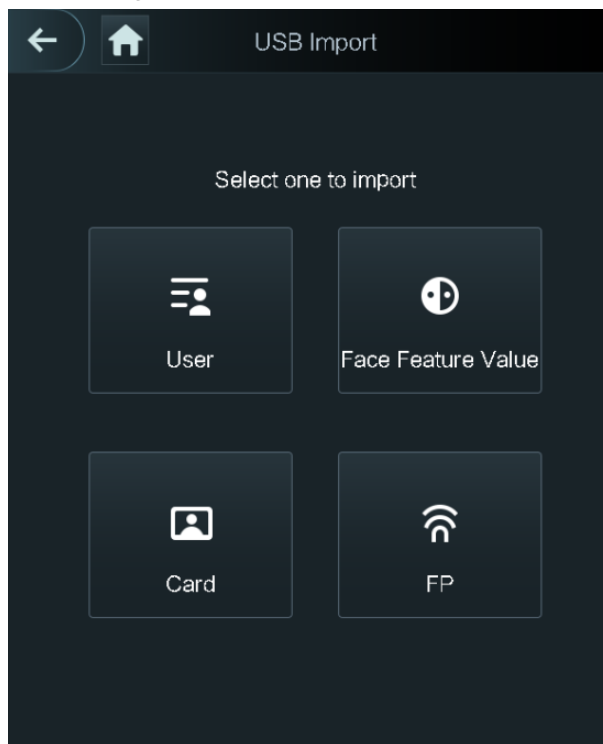 USB Import
Select one to import
User
Face Feature Value
Card
FP